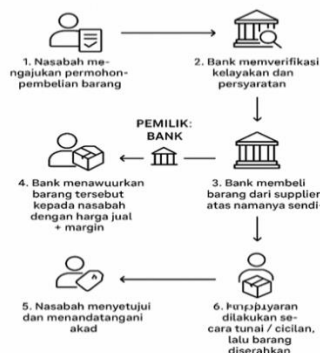 1. Nasabah me-
ngajukan permohon-
pembelian barang
2. Bank memverifikasi
kelayakan dan
persyaratan
PEMILIK:
BANK
4. Bank menawuurkan
barang tersebut
kepada nasabah
dengan harga jual
+ margin
3. Bank membeli
barang dari supplier
atas namanya sendi-
5. Nasabah menyetujui
dan menandatangani
akad
6.
dilakukan se-
cara tunai / cicilan,
lalu barang
diserahkan